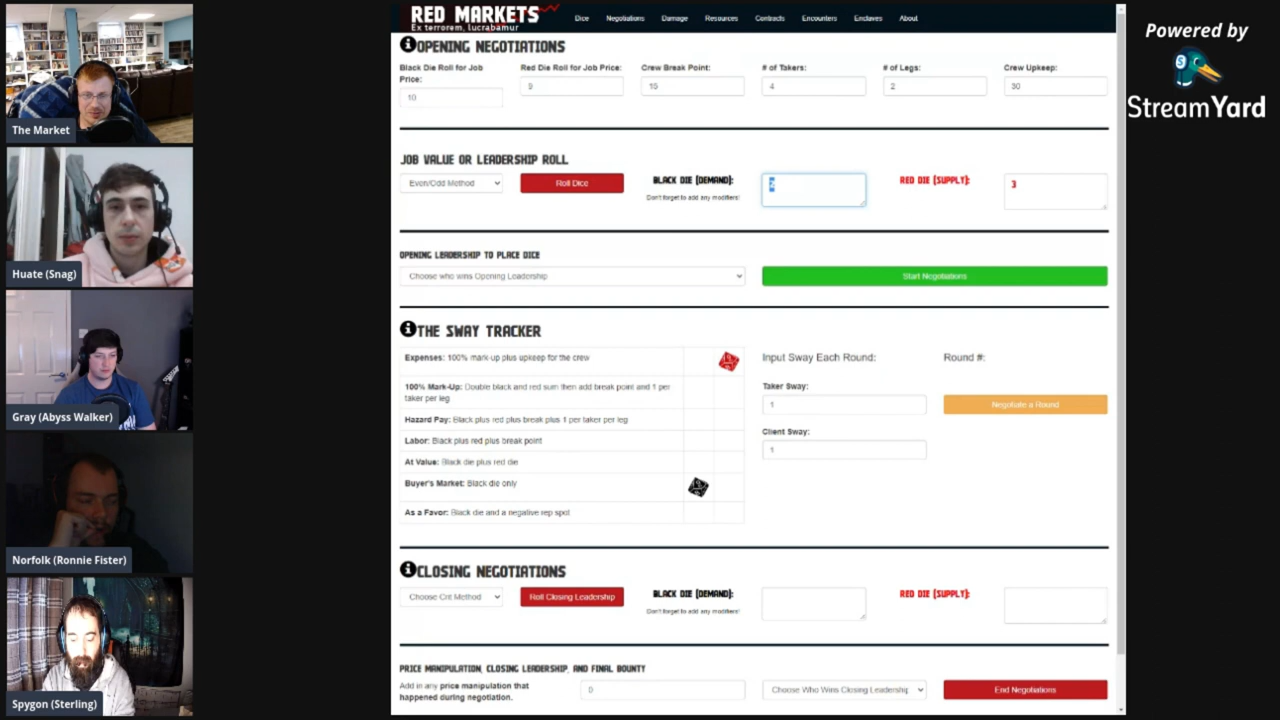 RED MARKETS
Ex terrorem, lucrabamur
Dice
Negotiations
Damage
Resources
Contracts
Encounters
Enclaves
About
Powered by
StreamYard
OPENING NEGOTIATIONS
Black Die Roll for Job
Price:
10
Red Die Roll for Job Price:
9
Crew Break Point:
15
# of Takers:
4
# of Legs:
2
Crew Upkeep:
30
JOB VALUE OR LEADERSHIP ROLL
Even/Odd Method
Roll Dice
BLACK DIE (DEMAND):
Don't forget to add any modifiers!
2
RED DIE (SUPPLY):
3
OPENING LEADERSHIP TO PLACE DICE
Choose who wins Opening Leadership
Start Negotiations
THE SWAY TRACKER
Expenses: 100% mark-up plus upkeep for the crew
100% Mark-Up: Double black and red sum then add break point and 1 per
taker per leg
Hazard Pay: Black plus red plus break plus 1 per taker per leg
Labor: Black plus red plus break point
At Value: Black die plus red die
Buyer's Market: Black die only
As a Favor: Black die and a negative rep spot
Input Sway Each Round:
Round #:
Taker Sway:
1
Negotiate a Round
Client Sway:
1
CLOSING NEGOTIATIONS
Choose Crit Method
Roll Closing Leadership
BLACK DIE (DEMAND):
Don't forget to add any modifiers!
RED DIE (SUPPLY):
PRICE MANIPULATION, CLOSING LEADERSHIP, AND FINAL BOUNTY
Add in any price manipulation that
happened during negotiation.
0
Choose Who Wins Closing Leadership
End Negotiations
The Market
Huate (Snag)
Gray (Abyss Walker)
Norfolk (Ronnie Fister)
Spygon (Sterling)